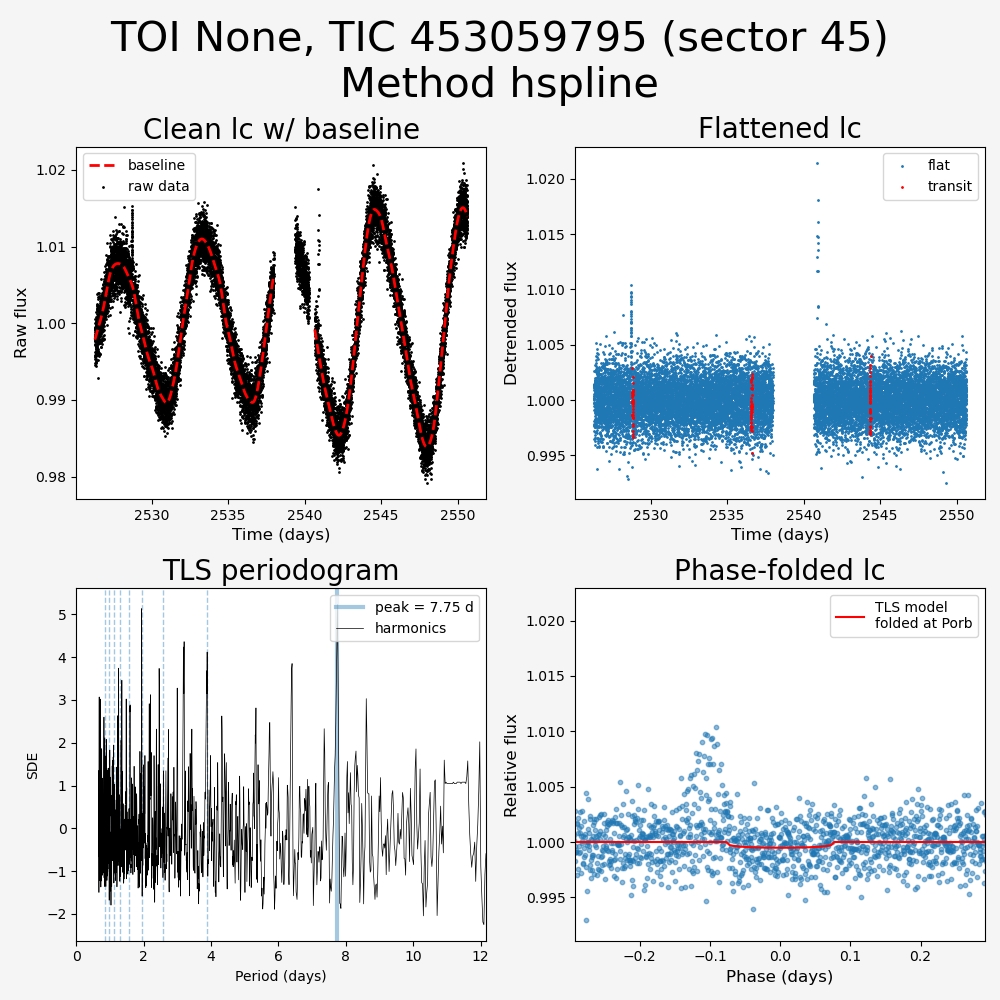 TOI None, TIC 453059795 (sector 45)
Method hspline
Clean lc w/ baseline
baseline
raw data
1.02
1.01
1.00
0.99
0.98
Raw flux
2530
2535
2540
2545
2550
Time (days)
Flattened lc
flat
transit
1.020
1.015
1.010
1.005
1.000
0.995
Detrended flux
2530
2535
2540
2545
2550
Time (days)
TLS periodogram
peak = 7.75 d
harmonics
5
4
3
2
1
0
−1
−2
SDE
0
2
4
6
8
10
12
Period (days)
Phase-folded lc
TLS model
folded at Porb
1.020
1.015
1.010
1.005
1.000
0.995
Relative flux
−0.2
−0.1
0.0
0.1
0.2
Phase (days)